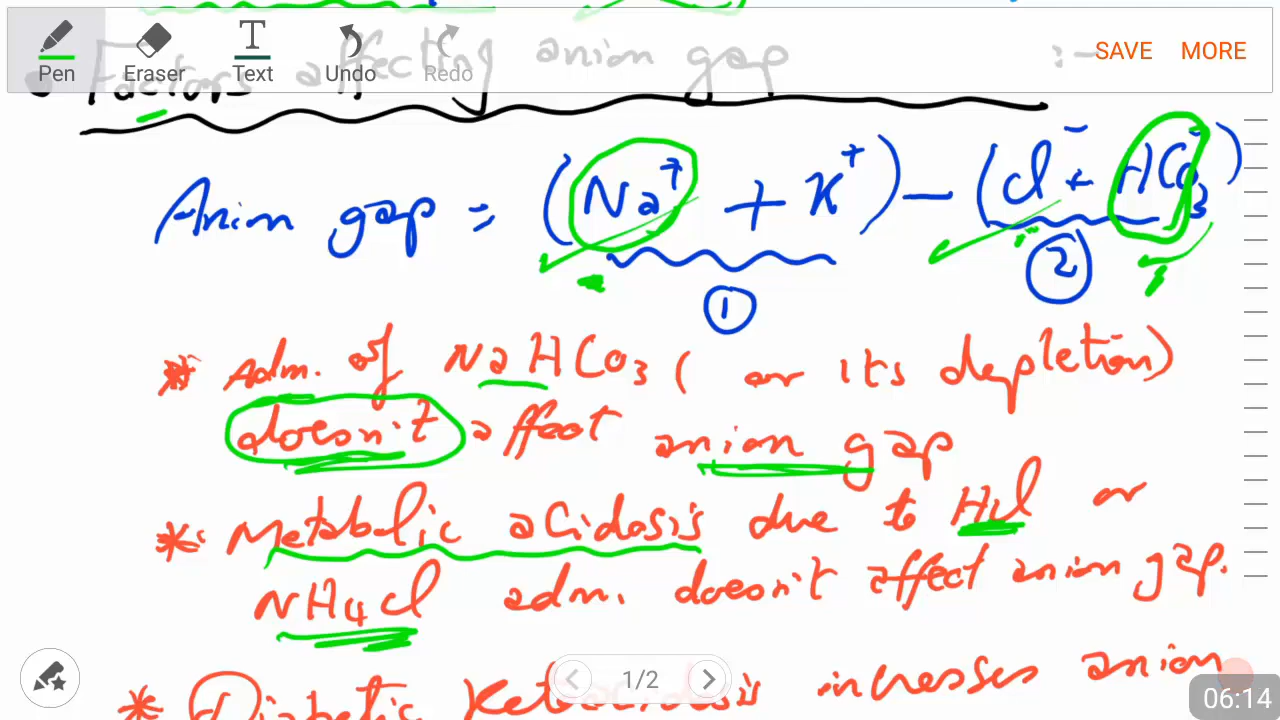 Pen Eraser Text Undo Redo SAVE MORE
Factors affecting anion gap :-
Anion gap = (Na⁺ + K⁺) - (Cl⁻ + HCO₃⁻)
1 2
* Adm. of NaHCO₃ ( or its depletion)
doesn't affect anion gap
* Metabolic acidosis due to HCl or
NH₄Cl adm. doesn't affect anion gap.
* Diabetic Ketoacidosis increases anion
1/2
06:14